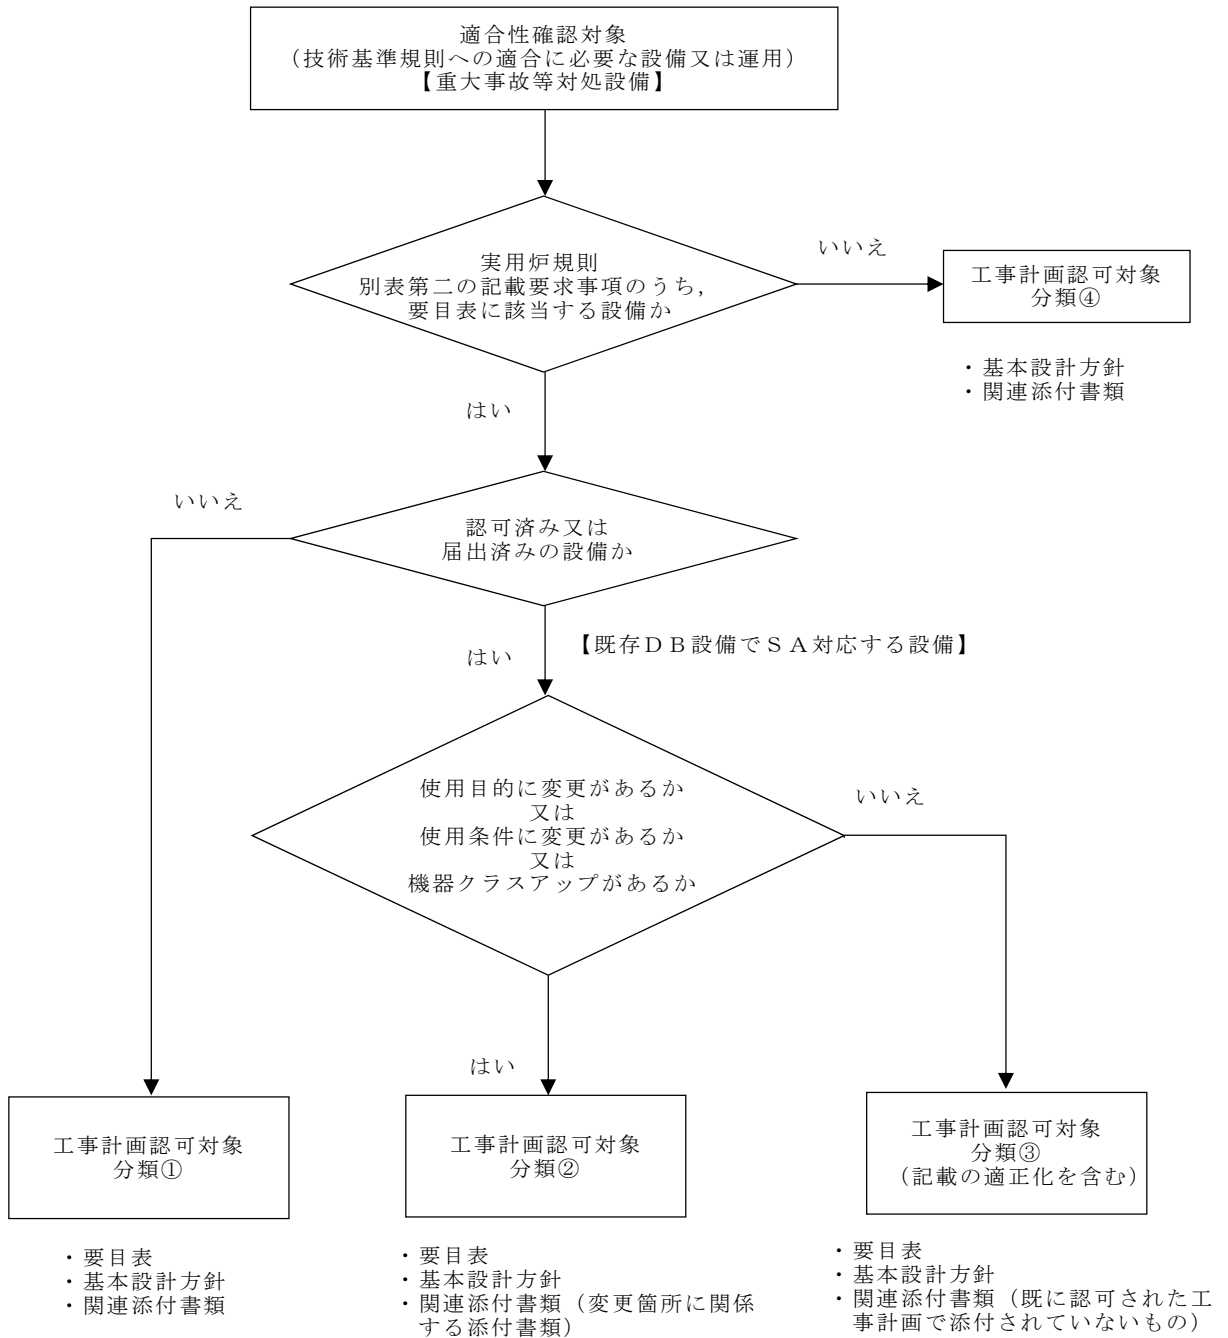 適合性確認対象
（技術基準規則への適合に必要な設備又は運用）
【重大事故等対処設備】
実用炉規則
別表第二の記載要求事項のうち，
要目表に該当する設備か
いいえ
工事計画認可対象
分類④
・基本設計方針
・関連添付書類
はい
いいえ
認可済み又は
届出済みの設備か
はい
【既存ＤＢ設備でＳＡ対応する設備】
使用目的に変更があるか
又は
使用条件に変更があるか
又は
機器クラスアップがあるか
いいえ
はい
工事計画認可対象
分類①
・要目表
・基本設計方針
・関連添付書類
工事計画認可対象
分類②
・要目表
・基本設計方針
・関連添付書類（変更箇所に関係
する添付書類）
工事計画認可対象
分類③
（記載の適正化を含む）
・要目表
・基本設計方針
・関連添付書類（既に認可された工
事計画で添付されていないもの）